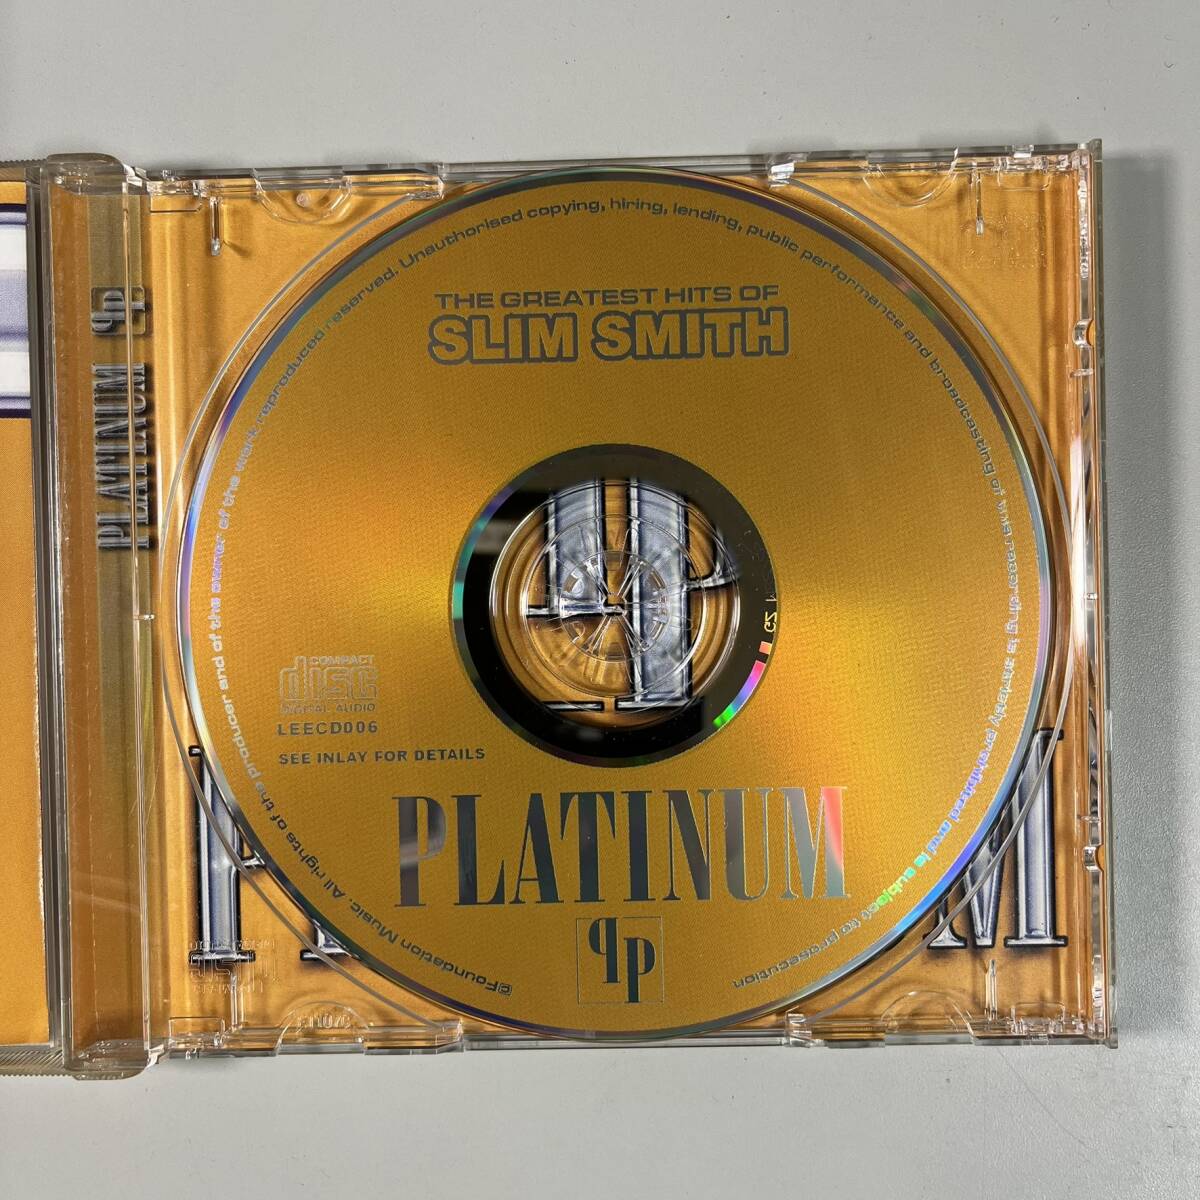 THE GREATEST HITS OF
SLIM SMITH
COMPACT
disc
DIGITAL AUDIO
LEECD006
SEE INLAY FOR DETAILS
PLATINUM
pp
℗©Foundation Music. All rights of the producer and of the owner of the work reproduced reserved. Unauthorised copying, hiring, lending, public performance and broadcasting of this recording is strictly prohibited and is subject to prosecution
PLATINUM
M